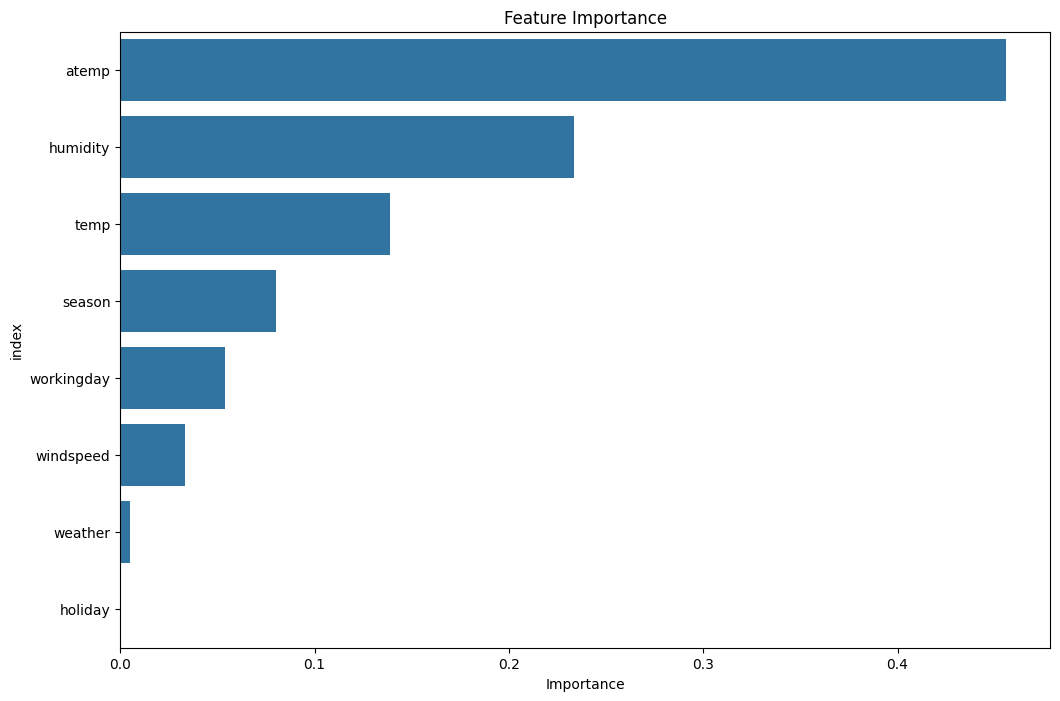 Feature Importance
atemp
humidity
temp
season
workingday
windspeed
weather
holiday
index
0.0 0.1 0.2 0.3 0.4
Importance